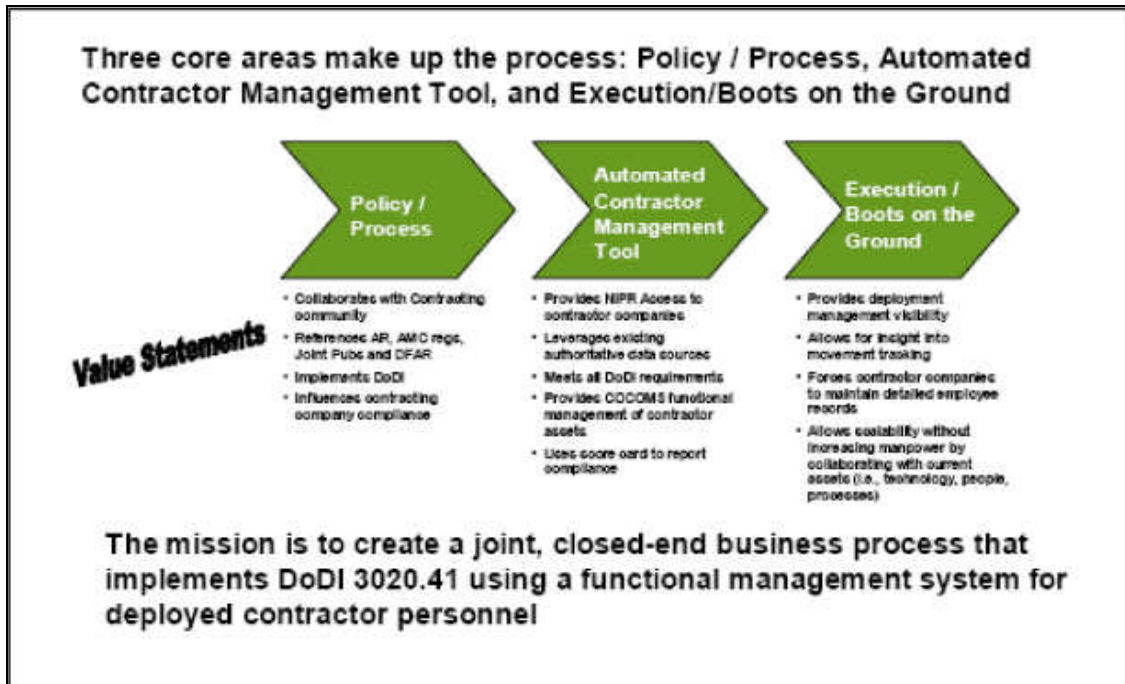 Three core areas make up the process: Policy / Process, Automated
Contractor Management Tool, and Execution/Boots on the Ground
Policy /
Process
Automated
Contractor
Management
Tool
Execution /
Boots on the
Ground
Value Statements
• Collaborates with Contracting
community
• References AR, AMC regs,
Joint Pubs and DFAR
• Implements DoDI
• Influences contracting
company compliance
• Provides NIPR Access to
contractor companies
• Leverages existing
authoritative data sources
• Meets all DoDI requirements
• Provides COCOMS functional
management of contractor
assets
• Uses score card to report
compliance
• Provides deployment
management visibility
• Allows for insight into
movement tracking
• Forces contractor companies
to maintain detailed employee
records
• Allows scalability without
increasing manpower by
collaborating with current
assets (i.e., technology, people,
processes)
The mission is to create a joint, closed-end business process that
implements DoDI 3020.41 using a functional management system for
deployed contractor personnel